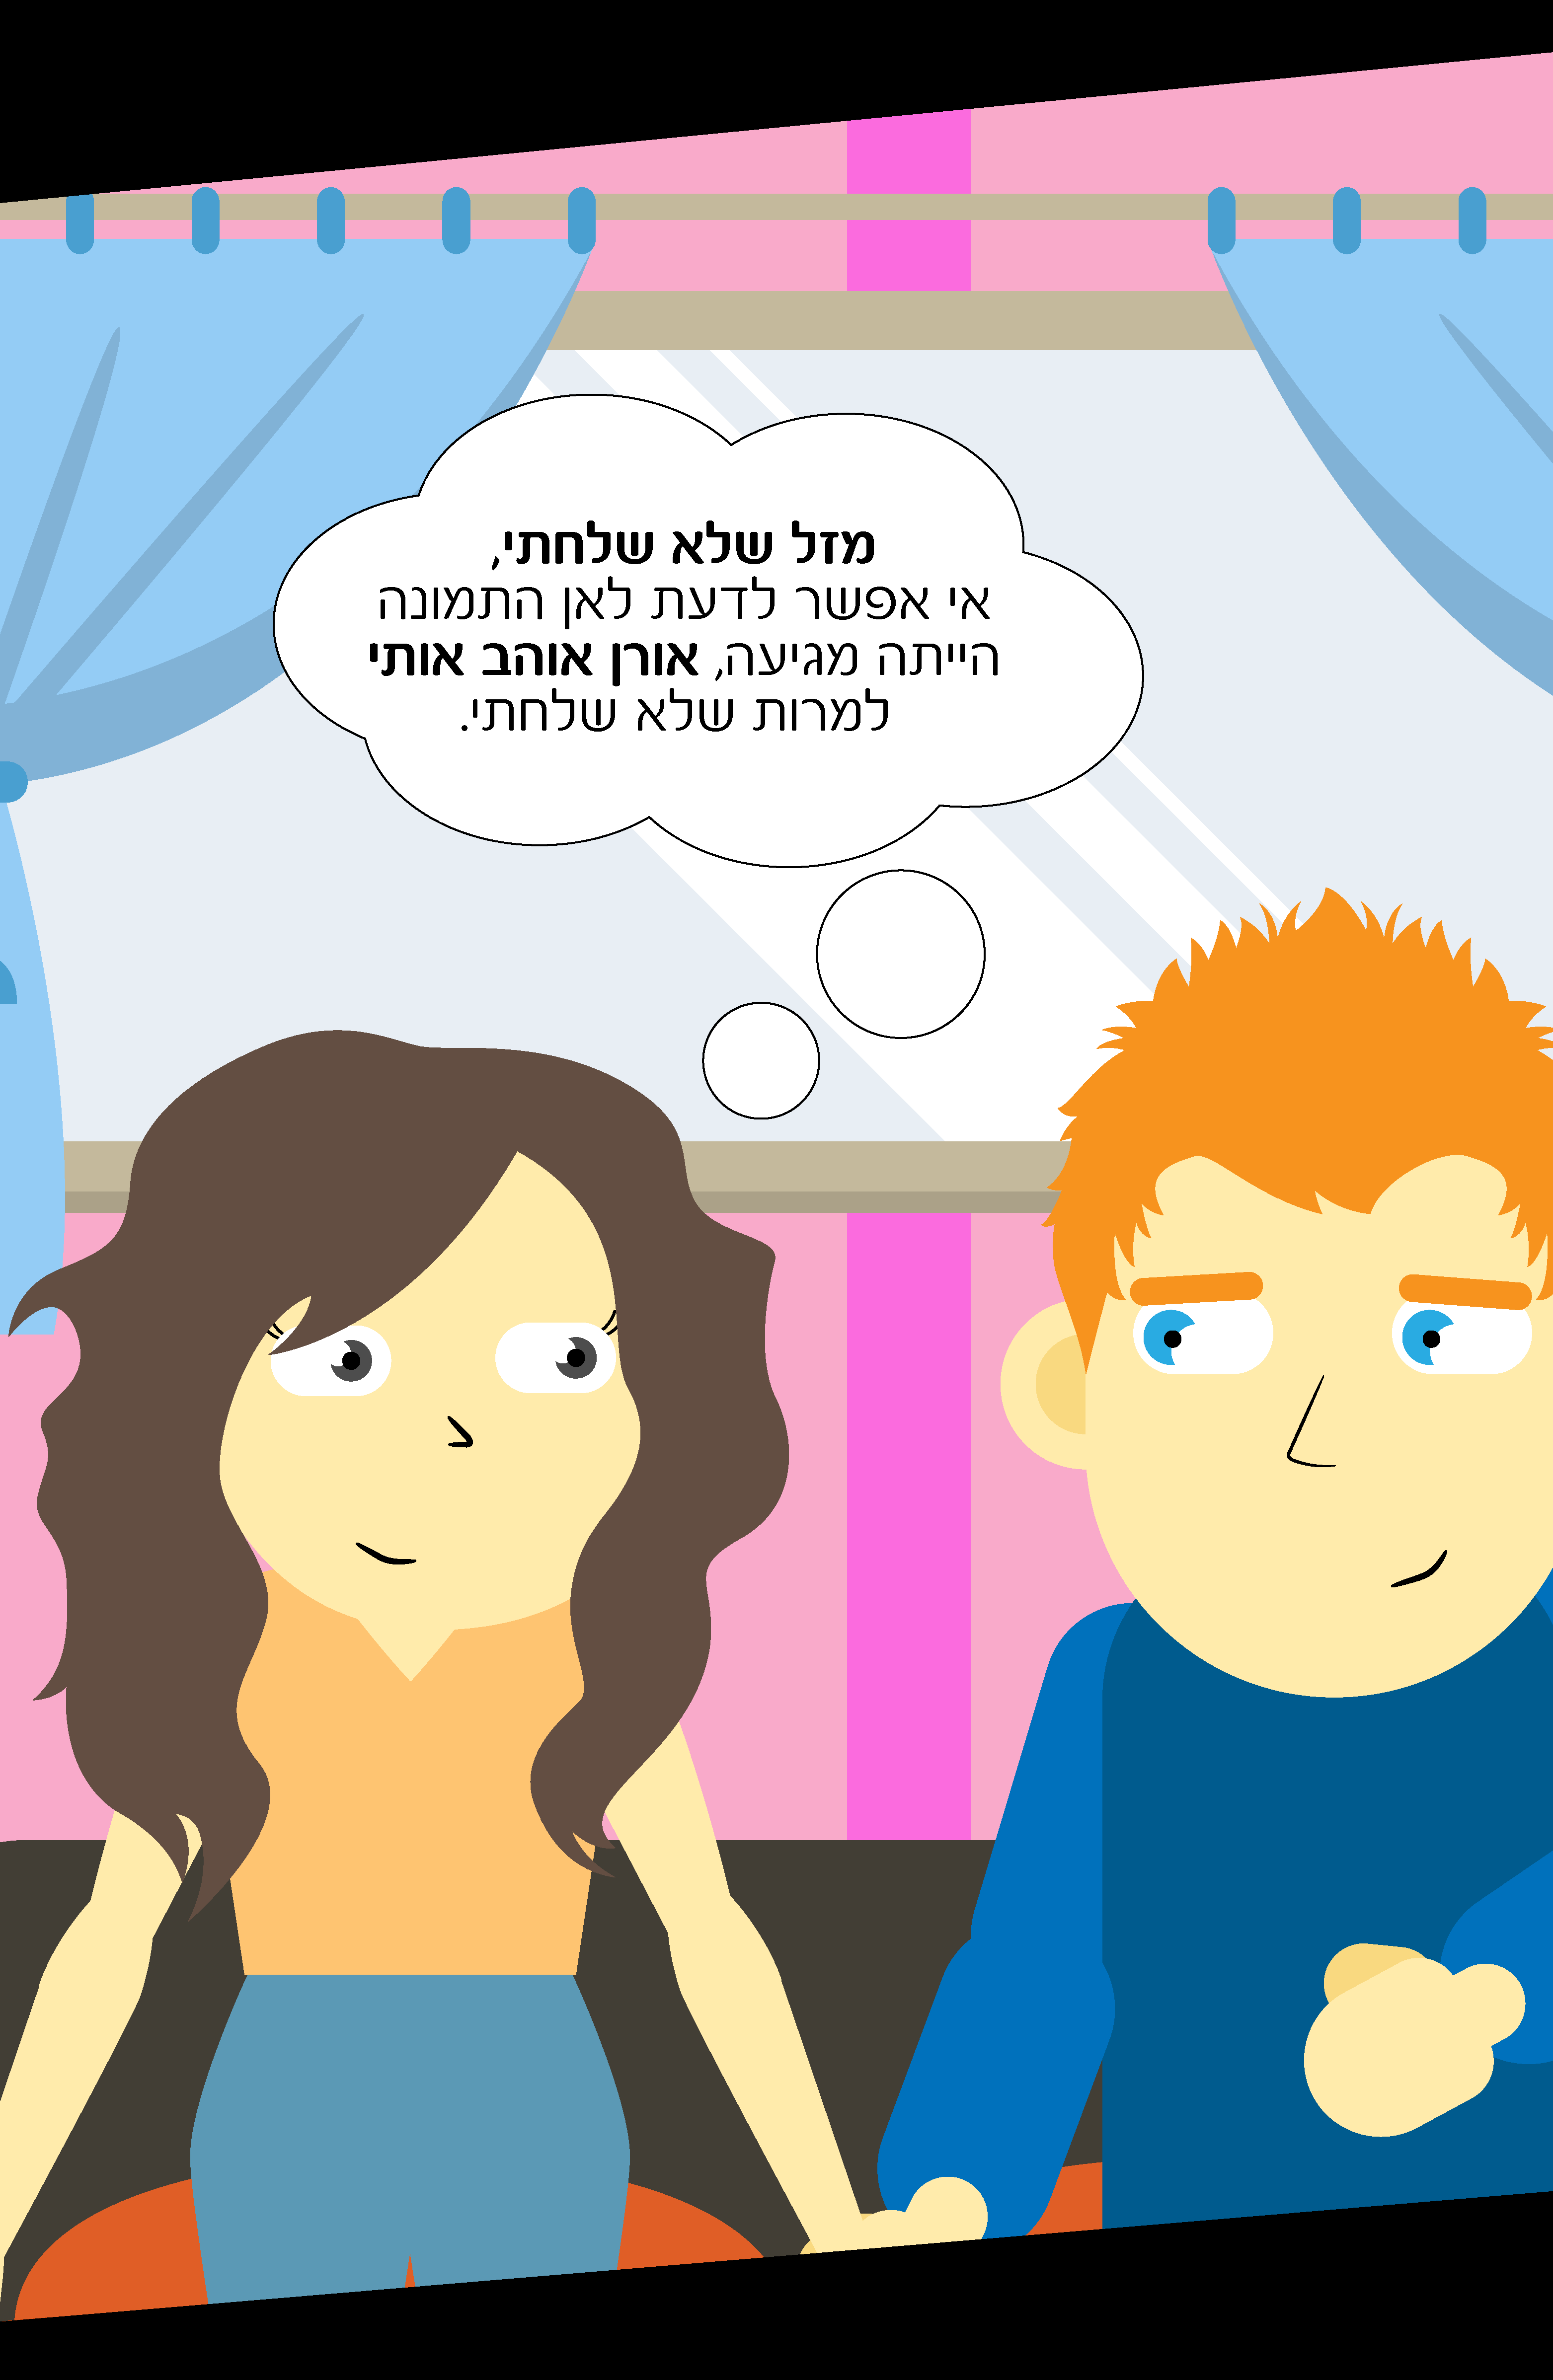 מזל שלא שלחתי,
אי אפשר לדעת לאן התמונה
הייתה מגיעה, אורן אוהב אותי
למרות שלא שלחתי.